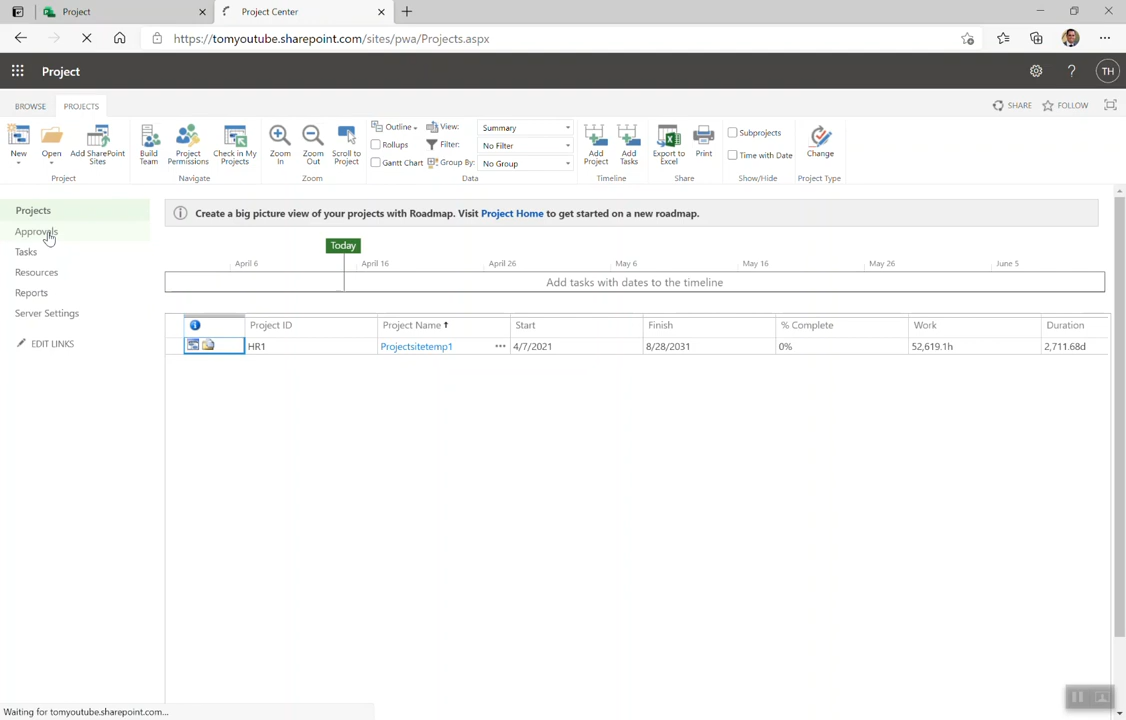 Project
Project Center
https://tomyoutube.sharepoint.com/sites/pwa/Projects.aspx
Project
?
TH
BROWSE
PROJECTS
SHARE
FOLLOW
New
Open
Add SharePoint Sites
Project
Build Team
Project Permissions
Check in My Projects
Navigate
Zoom In
Zoom Out
Scroll to Project
Zoom
Outline
Rollups
Gantt Chart
View:
Summary
Filter:
No Filter
Group By:
No Group
Data
Add Project
Add Tasks
Timeline
Export to Excel
Print
Share
Subprojects
Time with Date
Show/Hide
Change
Project Type
Projects
Approvals
Tasks
Resources
Reports
Server Settings
EDIT LINKS
Create a big picture view of your projects with Roadmap. Visit Project Home to get started on a new roadmap.
Today
April 6
April 16
April 26
May 6
May 16
May 26
June 5
Add tasks with dates to the timeline
Project ID
Project Name
Start
Finish
% Complete
Work
Duration
HR1
Projectsitetemp1
4/7/2021
8/28/2031
0%
52,619.1h
2,711.68d
Waiting for tomyoutube.sharepoint.com...